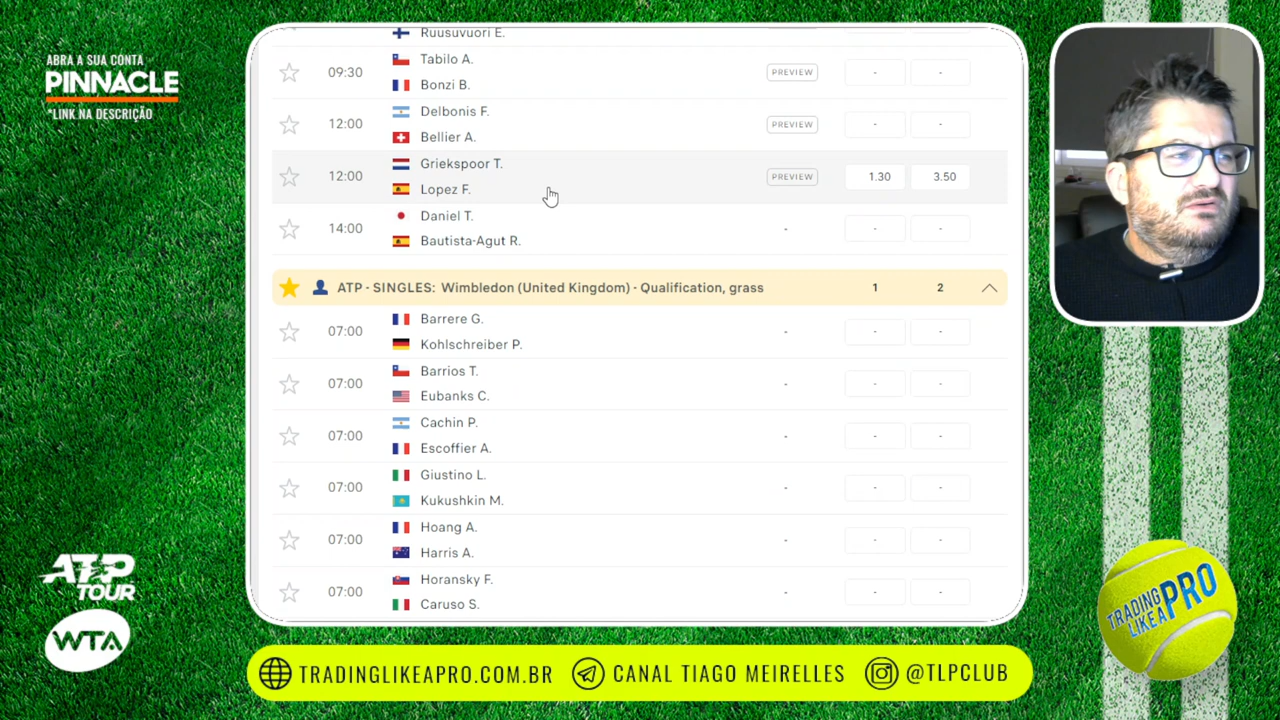 ABRA A SUA CONTA
PINNACLE
*LINK NA DESCRIÇÃO
Ruusuvuori E.
09:30
Tabilo A.
Bonzi B.
PREVIEW
-
-
12:00
Delbonis F.
Bellier A.
PREVIEW
-
-
12:00
Griekspoor T.
Lopez F.
PREVIEW
1.30
3.50
14:00
Daniel T.
Bautista-Agut R.
-
-
-
ATP - SINGLES: Wimbledon (United Kingdom) - Qualification, grass
1
2
07:00
Barrere G.
Kohlschreiber P.
-
-
-
07:00
Barrios T.
Eubanks C.
-
-
-
07:00
Cachin P.
Escoffier A.
-
-
-
07:00
Giustino L.
Kukushkin M.
-
-
-
07:00
Hoang A.
Harris A.
-
-
-
07:00
Horansky F.
Caruso S.
-
-
-
ATP
TOUR
WTA
TRADING
LIKE A
PRO
TRADINGLIKEAPRO.COM.BR
CANAL TIAGO MEIRELLES
@TLPCLUB